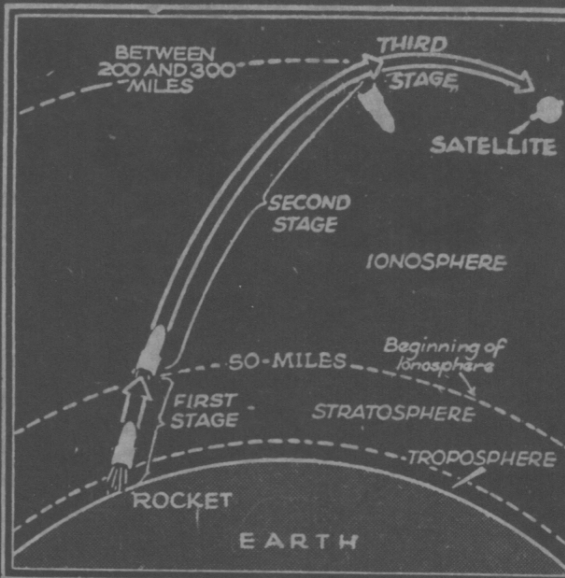 BETWEEN
200 AND 300
MILES
THIRD
STAGE
SATELLITE
SECOND
STAGE
IONOSPHERE
50-MILES
Beginning of
Ionosphere
FIRST
STAGE
STRATOSPHERE
TROPOSPHERE
ROCKET
EARTH